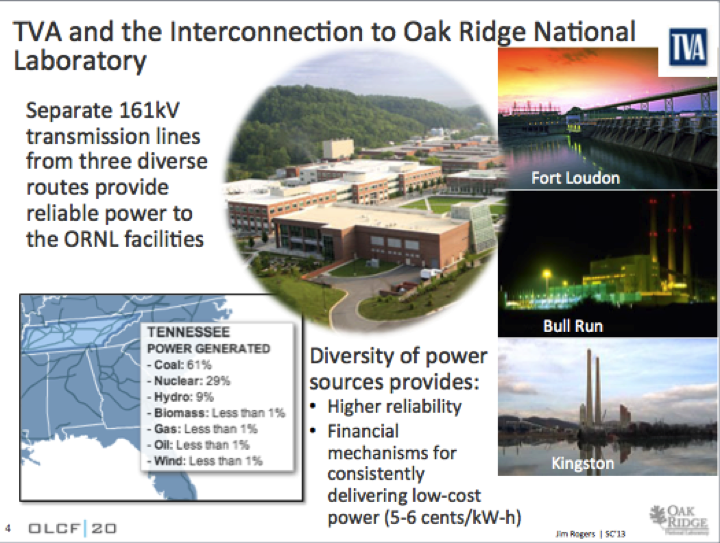 TVA and the Interconnection to Oak Ridge National
Laboratory
TVA
Separate 161kV
transmission lines
from three diverse
routes provide
reliable power to
the ORNL facilities
Fort Loudon
Bull Run
Kingston
TENNESSEE
POWER GENERATED
- Coal: 61%
- Nuclear: 29%
- Hydro: 9%
- Biomass: Less than 1%
- Gas: Less than 1%
- Oil: Less than 1%
- Wind: Less than 1%
Diversity of power
sources provides:
• Higher reliability
• Financial
mechanisms for
consistently
delivering low-cost
power (5-6 cents/kW-h)
4 OLCF|20
Jim Rogers | SC'13
OAK
RIDGE
National Laboratory